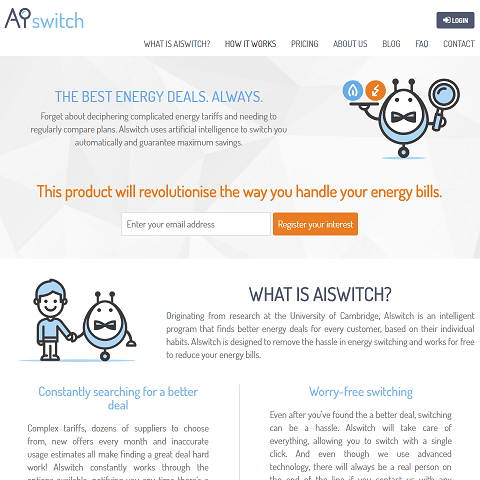 AIswitch
LOGIN
WHAT IS AISWITCH?
HOW IT WORKS
PRICING
ABOUT US
BLOG
FAQ
CONTACT
THE BEST ENERGY DEALS. ALWAYS.
Forget about deciphering complicated energy tariffs and needing to
regularly compare plans. AIswitch uses artificial intelligence to switch you
automatically and guarantee maximum savings.
This product will revolutionise the way you handle your energy bills.
Enter your email address
Register your interest
WHAT IS AISWITCH?
Originating from research at the University of Cambridge, AIswitch is an intelligent
program that finds better energy deals for every customer, based on their individual
habits. AIswitch is designed to remove the hassle in energy switching and works for free
to reduce your energy bills.
Constantly searching for a better
deal
Complex tariffs, dozens of suppliers to choose
from, new offers every month and inaccurate
usage estimates all make finding a great deal hard
work! AIswitch constantly works through the
options available, notifying you any time there's a
Worry-free switching
Even after you've found the a better deal, switching
can be a hassle. AIswitch will take care of
everything, allowing you to switch with a single
click. And even though we use advanced
technology, there will always be a real person on
the end of the line if you contact us with any